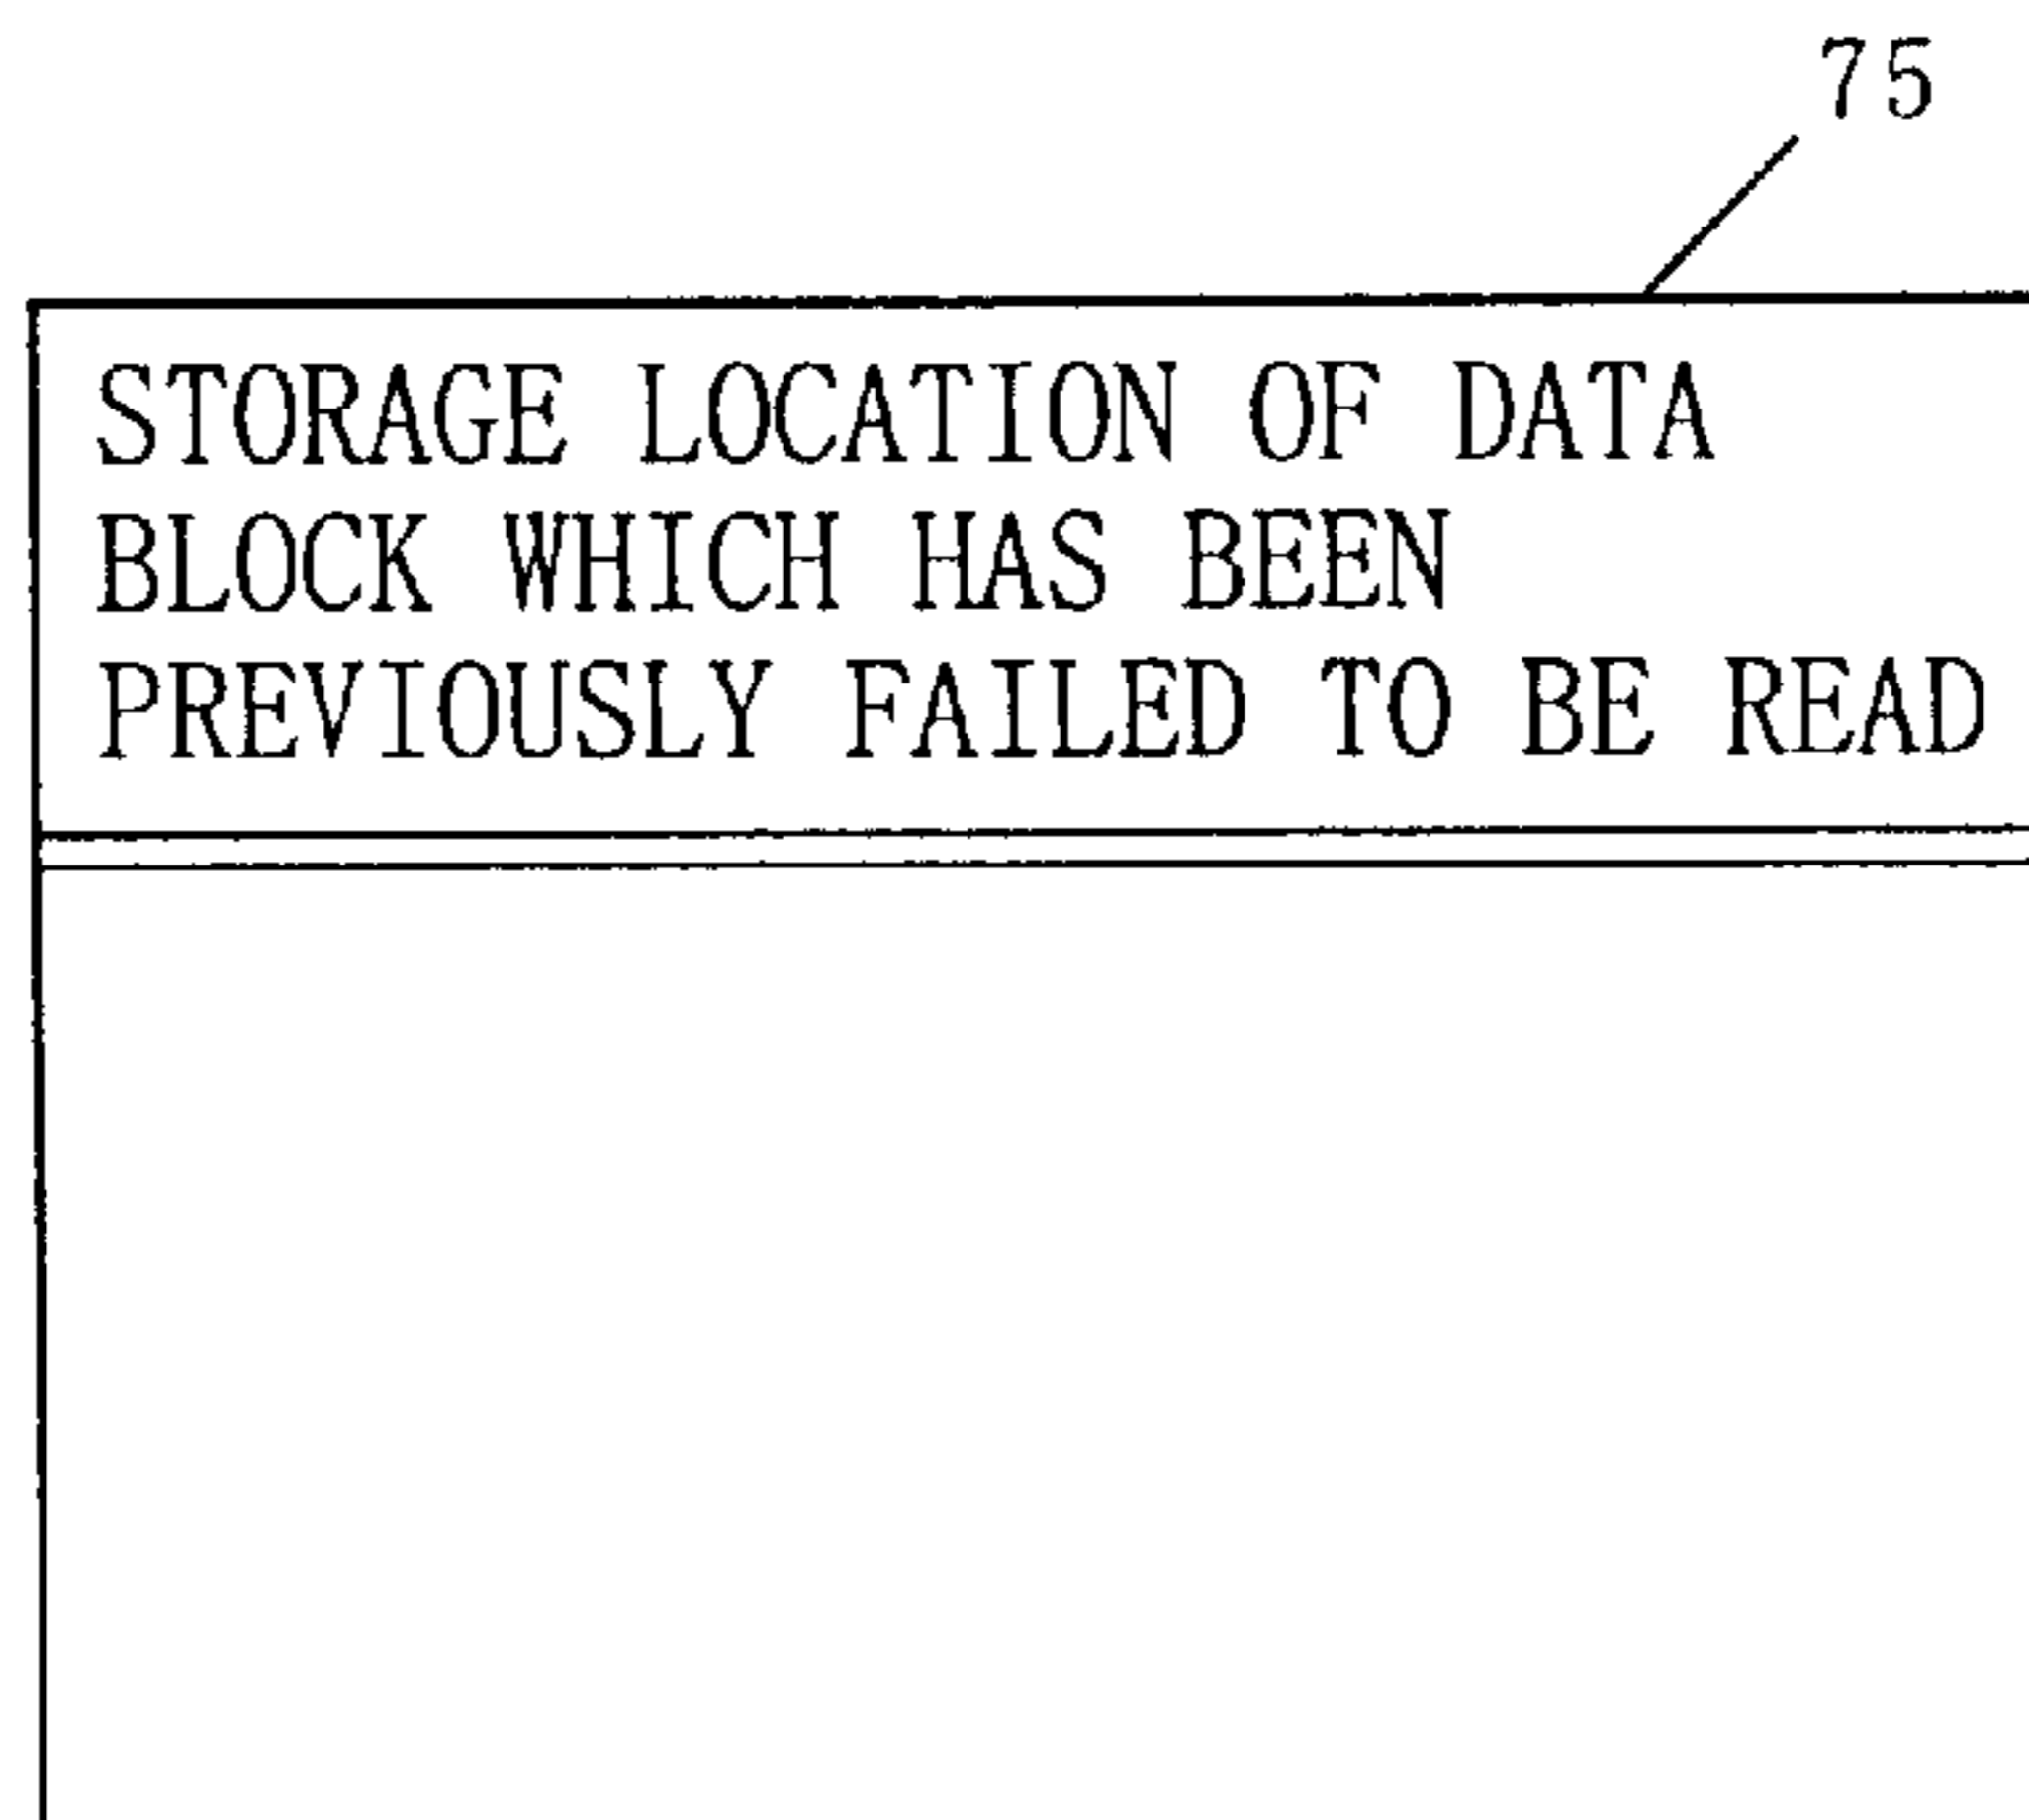 75
STORAGE LOCATION OF DATA
BLOCK WHICH HAS BEEN
PREVIOUSLY FAILED TO BE READ